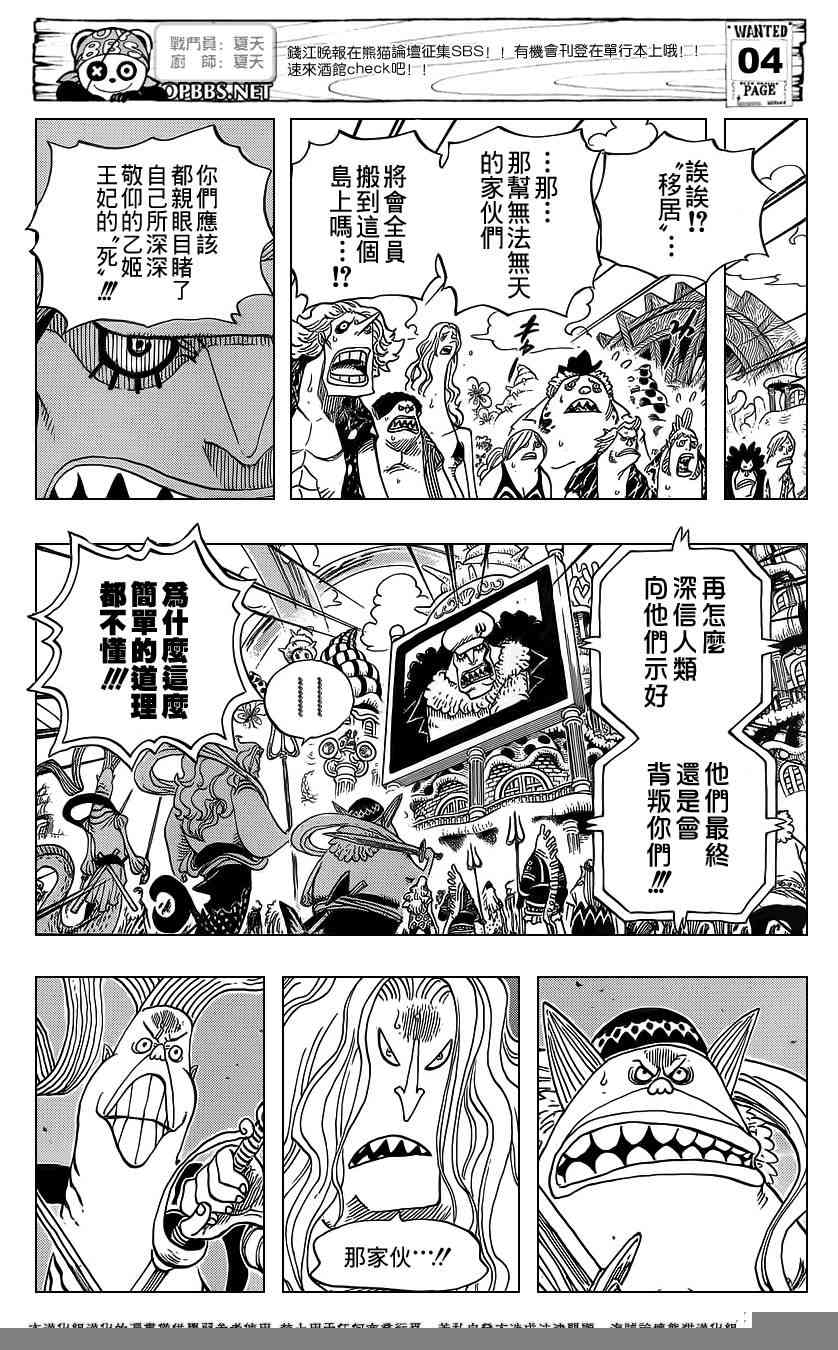 戰鬥員：夏天
廚　師：夏天
OPBBS.NET
錢江晚報在熊猫論壇征集SBS！！有機會刊登在單行本上哦！！
速來酒館check吧！！
WANTED
04
PAGE
誒誒!?
〝移居〞…
…那…
那幫無法無天
的家伙們
將會全員
搬到這個
島上嗎…!?
你們應該
都親眼目睹了
自己所深深
敬仰的乙姬
王妃的〝死〞!!!
再怎麼
深信人類
向他們示好
他們最終
還是會
背叛你們!!!
為什麼這麼
簡單的道理
都不懂!!!
那家伙…!!